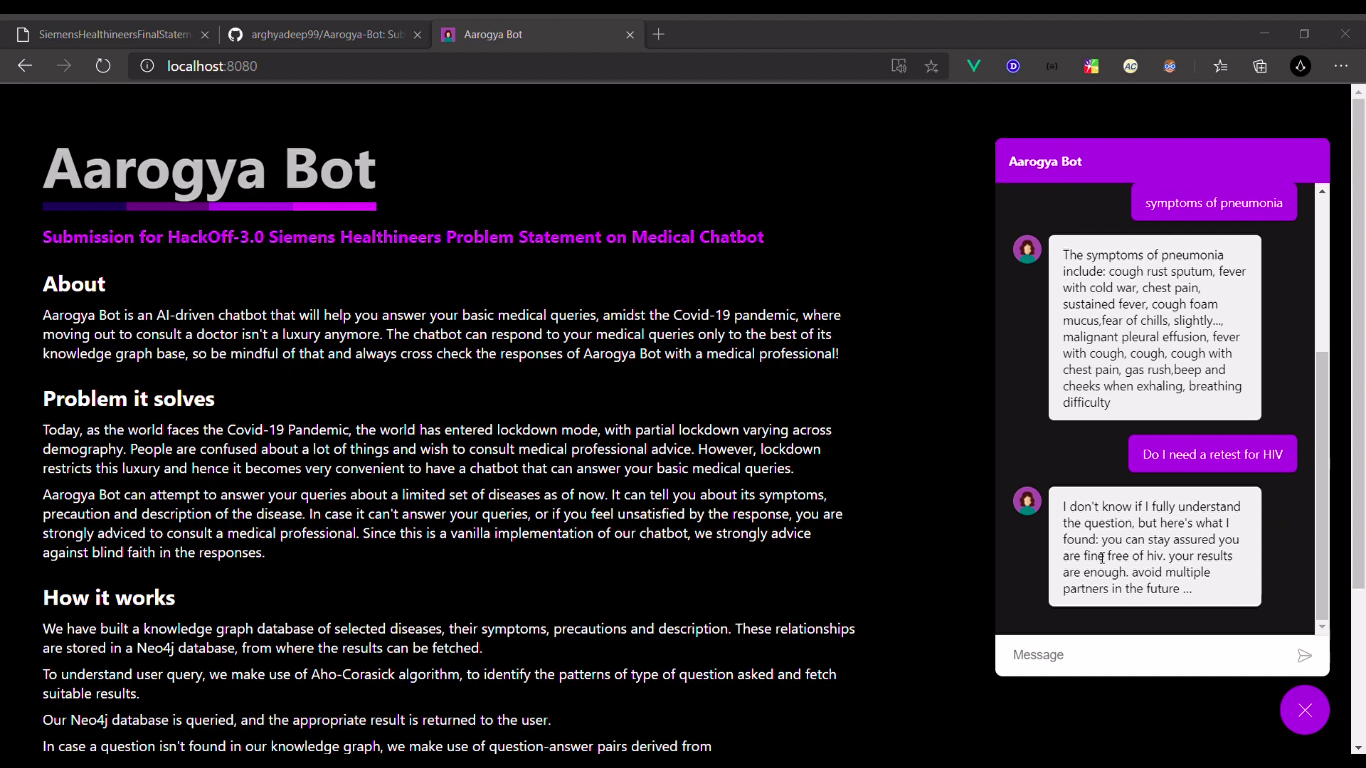 SiemensHealthineersFinalStatem
arghyadeep99/Aarogya-Bot: Sub
Aarogya Bot
localhost:8080
Aarogya Bot
Submission for HackOff-3.0 Siemens Healthineers Problem Statement on Medical Chatbot
About
Aarogya Bot is an AI-driven chatbot that will help you answer your basic medical queries, amidst the Covid-19 pandemic, where
moving out to consult a doctor isn't a luxury anymore. The chatbot can respond to your medical queries only to the best of its
knowledge graph base, so be mindful of that and always cross check the responses of Aarogya Bot with a medical professional!
Problem it solves
Today, as the world faces the Covid-19 Pandemic, the world has entered lockdown mode, with partial lockdown varying across
demography. People are confused about a lot of things and wish to consult medical professional advice. However, lockdown
restricts this luxury and hence it becomes very convenient to have a chatbot that can answer your basic medical queries.
Aarogya Bot can attempt to answer your queries about a limited set of diseases as of now. It can tell you about its symptoms,
precaution and description of the disease. In case it can't answer your queries, or if you feel unsatisfied by the response, you are
strongly adviced to consult a medical professional. Since this is a vanilla implementation of our chatbot, we strongly advice
against blind faith in the responses.
How it works
We have built a knowledge graph database of selected diseases, their symptoms, precautions and description. These relationships
are stored in a Neo4j database, from where the results can be fetched.
To understand user query, we make use of Aho-Corasick algorithm, to identify the patterns of type of question asked and fetch
suitable results.
Our Neo4j database is queried, and the appropriate result is returned to the user.
In case a question isn't found in our knowledge graph, we make use of question-answer pairs derived from
Aarogya Bot
symptoms of pneumonia
The symptoms of pneumonia
include: cough rust sputum, fever
with cold war, chest pain,
sustained fever, cough foam
mucus,fear of chills, slightly...,
malignant pleural effusion, fever
with cough, cough, cough with
chest pain, gas rush,beep and
cheeks when exhaling, breathing
difficulty
Do I need a retest for HIV
I don't know if I fully understand
the question, but here's what I
found: you can stay assured you
are fine free of hiv. your results
are enough. avoid multiple
partners in the future ...
Message